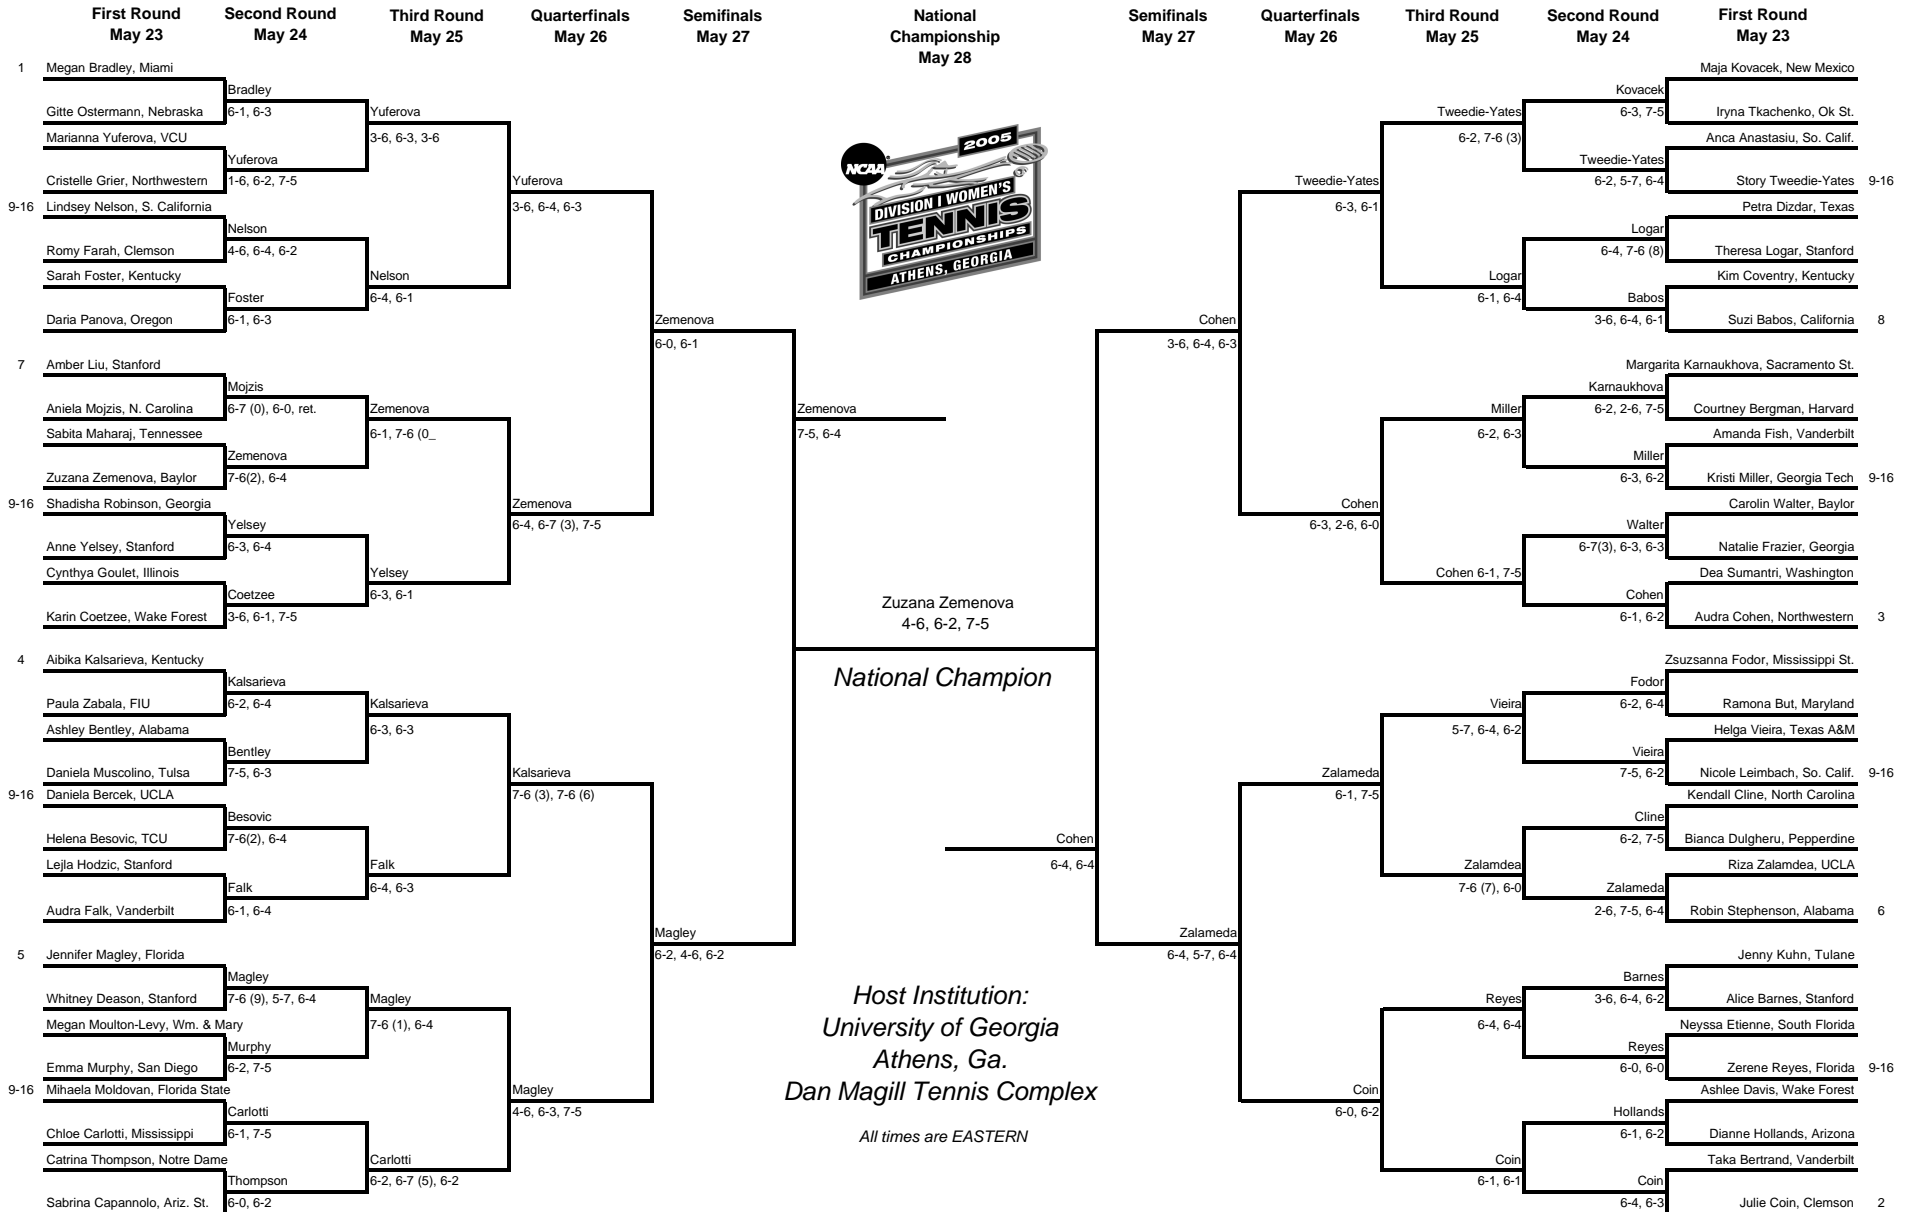 First Round
May 23
Second Round
May 24
Third Round
May 25
Quarterfinals
May 26
Semifinals
May 27
National
Championship
May 28
Semifinals
May 27
Quarterfinals
May 26
Third Round
May 25
Second Round
May 24
First Round
May 23
1 Megan Bradley, Miami
Bradley
Gitte Ostermann, Nebraska
6-1, 6-3
Yuferova
Marianna Yuferova, VCU
3-6, 6-3, 3-6
Yuferova
Cristelle Grier, Northwestern
1-6, 6-2, 7-5
Yuferova
9-16 Lindsey Nelson, S. California
3-6, 6-4, 6-3
Nelson
Romy Farah, Clemson
4-6, 6-4, 6-2
Sarah Foster, Kentucky
Nelson
Foster
6-4, 6-1
Daria Panova, Oregon
6-1, 6-3
Zemenova
6-0, 6-1
7 Amber Liu, Stanford
Mojzis
Aniela Mojzis, N. Carolina
6-7 (0), 6-0, ret.
Zemenova
Sabita Maharaj, Tennessee
6-1, 7-6 (0_
Zemenova
7-5, 6-4
Zemenova
Zuzana Zemenova, Baylor
7-6(2), 6-4
9-16 Shadisha Robinson, Georgia
Zemenova
Yelsey
6-4, 6-7 (3), 7-5
Anne Yelsey, Stanford
6-3, 6-4
Cynthya Goulet, Illinois
Yelsey
Coetzee
6-3, 6-1
Karin Coetzee, Wake Forest
3-6, 6-1, 7-5
4 Aibika Kalsarieva, Kentucky
Kalsarieva
Paula Zabala, FIU
6-2, 6-4
Kalsarieva
Ashley Bentley, Alabama
6-3, 6-3
Bentley
Daniela Muscolino, Tulsa
7-5, 6-3
Kalsarieva
9-16 Daniela Bercek, UCLA
7-6 (3), 7-6 (6)
Besovic
Helena Besovic, TCU
7-6(2), 6-4
Lejla Hodzic, Stanford
Falk
Falk
6-4, 6-3
Audra Falk, Vanderbilt
6-1, 6-4
Magley
6-2, 4-6, 6-2
5 Jennifer Magley, Florida
Magley
Whitney Deason, Stanford
7-6 (9), 5-7, 6-4
Magley
Megan Moulton-Levy, Wm. & Mary
7-6 (1), 6-4
Murphy
Emma Murphy, San Diego
6-2, 7-5
9-16 Mihaela Moldovan, Florida State
Magley
4-6, 6-3, 7-5
Carlotti
Chloe Carlotti, Mississippi
6-1, 7-5
Catrina Thompson, Notre Dame
Carlotti
Thompson
6-2, 6-7 (5), 6-2
Sabrina Capannolo, Ariz. St.
6-0, 6-2
NCAA
2005
DIVISION I WOMEN'S
TENNIS
CHAMPIONSHIPS
ATHENS, GEORGIA
Zuzana Zemenova
4-6, 6-2, 7-5
National Champion
Cohen
6-4, 6-4
Host Institution:
University of Georgia
Athens, Ga.
Dan Magill Tennis Complex
All times are EASTERN
Maja Kovacek, New Mexico
Kovacek
Tweedie-Yates
6-3, 7-5
Iryna Tkachenko, Ok St.
6-2, 7-6 (3)
Anca Anastasiu, So. Calif.
Tweedie-Yates
Tweedie-Yates
6-2, 5-7, 6-4
Story Tweedie-Yates 9-16
6-3, 6-1
Petra Dizdar, Texas
Logar
6-4, 7-6 (8)
Theresa Logar, Stanford
Logar
Kim Coventry, Kentucky
6-1, 6-4
Babos
Cohen
3-6, 6-4, 6-1
Suzi Babos, California 8
3-6, 6-4, 6-3
Margarita Karnaukhova, Sacramento St.
Karnaukhova
Miller
6-2, 2-6, 7-5
Courtney Bergman, Harvard
6-2, 6-3
Amanda Fish, Vanderbilt
Miller
6-3, 6-2
Kristi Miller, Georgia Tech 9-16
Cohen
Carolin Walter, Baylor
6-3, 2-6, 6-0
Walter
6-7(3), 6-3, 6-3
Natalie Frazier, Georgia
Cohen 6-1, 7-5
Dea Sumantri, Washington
Cohen
6-1, 6-2
Audra Cohen, Northwestern 3
Zsuzsanna Fodor, Mississippi St.
Fodor
Vieira
6-2, 6-4
Ramona But, Maryland
5-7, 6-4, 6-2
Helga Vieira, Texas A&M
Vieira
Zalameda
7-5, 6-2
Nicole Leimbach, So. Calif. 9-16
6-1, 7-5
Kendall Cline, North Carolina
Cline
6-2, 7-5
Bianca Dulgheru, Pepperdine
Zalamdea
Riza Zalamdea, UCLA
7-6 (7), 6-0
Zalameda
2-6, 7-5, 6-4
Robin Stephenson, Alabama 6
Zalameda
6-4, 5-7, 6-4
Jenny Kuhn, Tulane
Barnes
Reyes
3-6, 6-4, 6-2
Alice Barnes, Stanford
6-4, 6-4
Neyssa Etienne, South Florida
Reyes
6-0, 6-0
Zerene Reyes, Florida 9-16
Coin
Ashlee Davis, Wake Forest
6-0, 6-2
Hollands
6-1, 6-2
Dianne Hollands, Arizona
Coin
Taka Bertrand, Vanderbilt
6-1, 6-1
Coin
6-4, 6-3
Julie Coin, Clemson 2